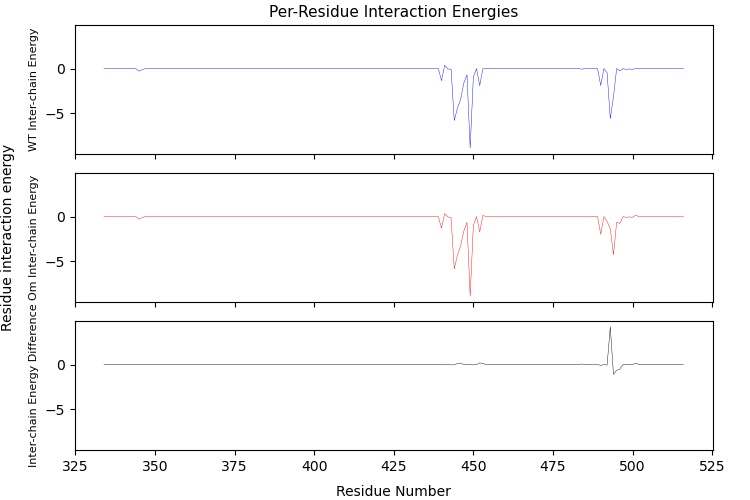 Per-Residue Interaction Energies
WT Inter-chain Energy
0
−5
Om Inter-chain Energy
0
−5
Inter-chain Energy Difference
0
−5
Residue interaction energy
325 350 375 400 425 450 475 500 525
Residue Number